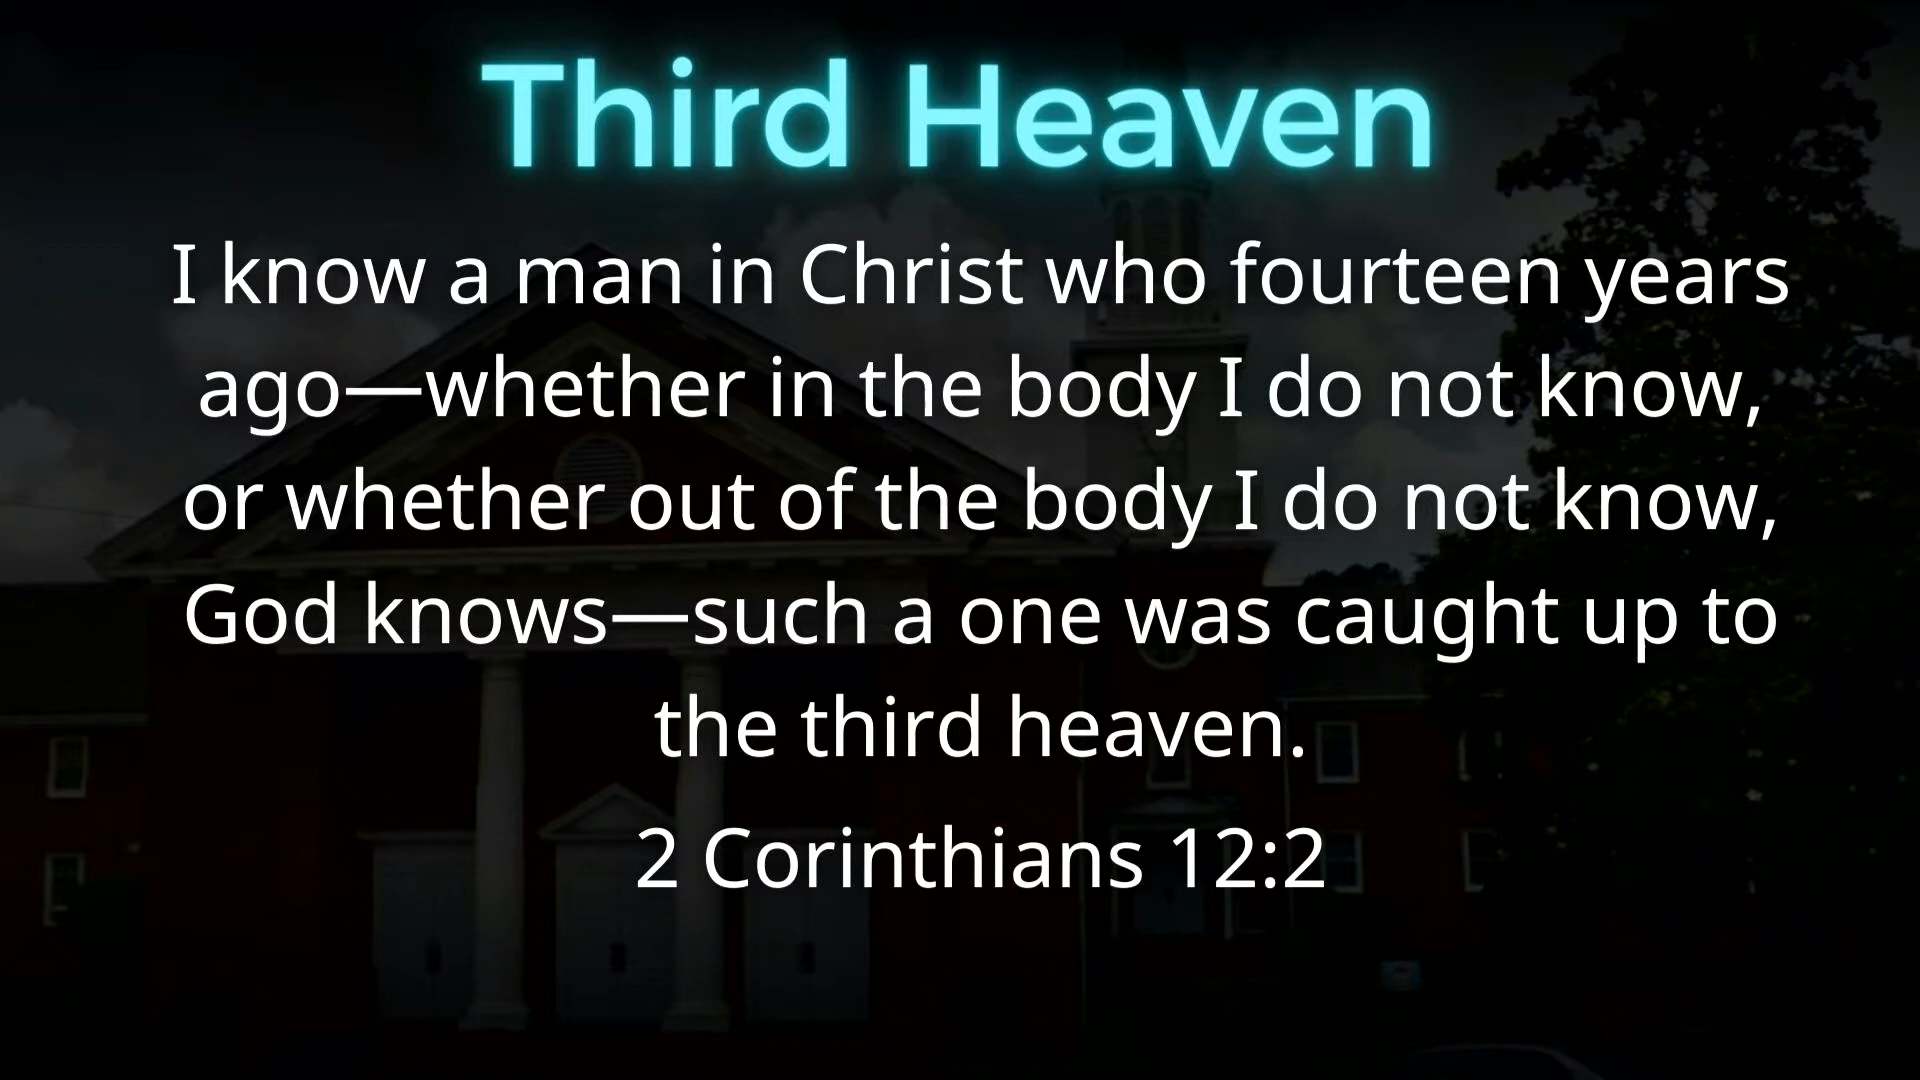 Third Heaven
I know a man in Christ who fourteen years
ago—whether in the body I do not know,
or whether out of the body I do not know,
God knows—such a one was caught up to
the third heaven.
2 Corinthians 12:2